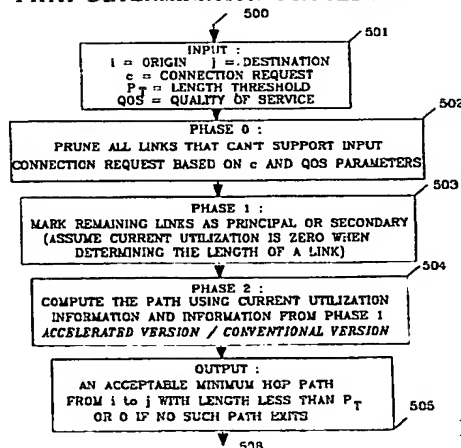 500
501
INPUT :
i = ORIGIN j = DESTINATION
c = CONNECTION REQUEST
PT = LENGTH THRESHOLD
QOS = QUALITY OF SERVICE
502
PHASE 0 :
PRUNE ALL LINKS THAT CAN'T SUPPORT INPUT
CONNECTION REQUEST BASED ON c AND QOS PARAMETERS
503
PHASE 1 :
MARK REMAINING LINKS AS PRINCIPAL OR SECONDARY
(ASSUME CURRENT UTILIZATION IS ZERO WHEN
DETERMINING THE LENGTH OF A LINK)
504
PHASE 2 :
COMPUTE THE PATH USING CURRENT UTILIZATION
INFORMATION AND INFORMATION FROM PHASE 1
ACCELERATED VERSION / CONVENTIONAL VERSION
OUTPUT :
AN ACCEPTABLE MINIMUM HOP PATH
FROM i to j WITH LENGTH LESS THAN PT
OR 0 IF NO SUCH PATH EXITS
505